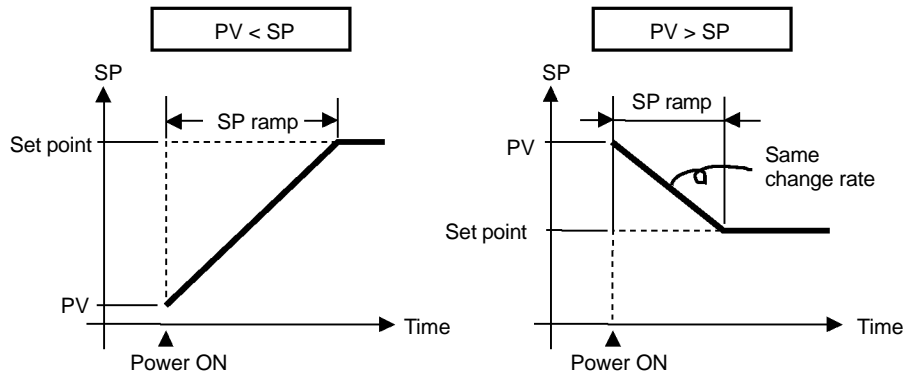 PV < SP
SP
SP ramp
Set point
PV
Time
Power ON
PV > SP
SP
SP ramp
PV
Same
change rate
Set point
Time
Power ON